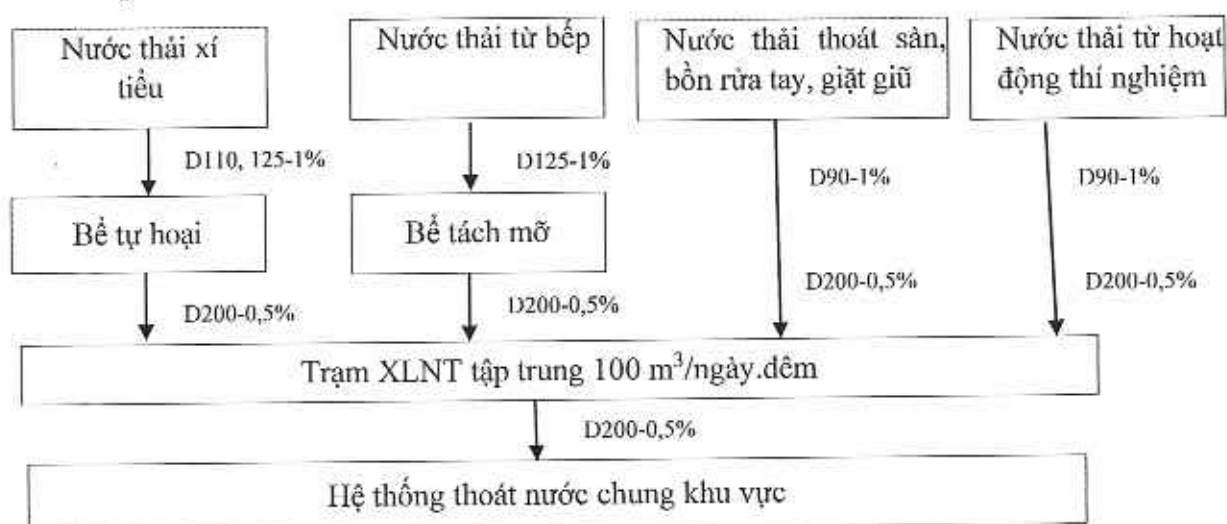 Nước thải xí
tiểu
Nước thải từ bếp
Nước thải thoát sàn,
bồn rửa tay, giặt giũ
Nước thải từ hoạt
động thí nghiệm
D110, 125-1%
D125-1%
D90-1%
D90-1%
Bể tự hoại
Bể tách mỡ
D200-0,5%
D200-0,5%
D200-0,5%
D200-0,5%
Trạm XLNT tập trung 100 m³/ngày.đêm
D200-0,5%
Hệ thống thoát nước chung khu vực